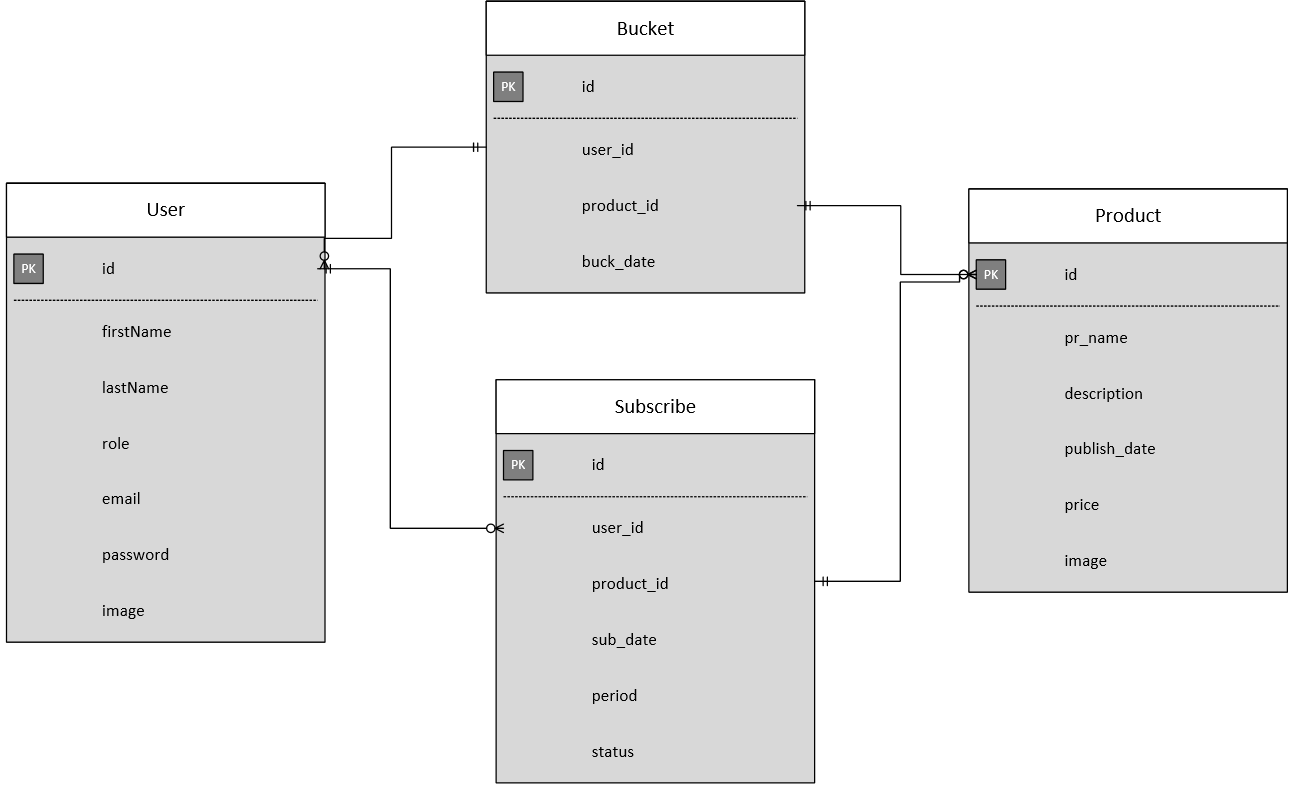 Bucket
PK id
user_id
product_id
buck_date
User
PK id
firstName
lastName
role
email
password
image
Product
PK id
pr_name
description
publish_date
price
image
Subscribe
PK id
user_id
product_id
sub_date
period
status